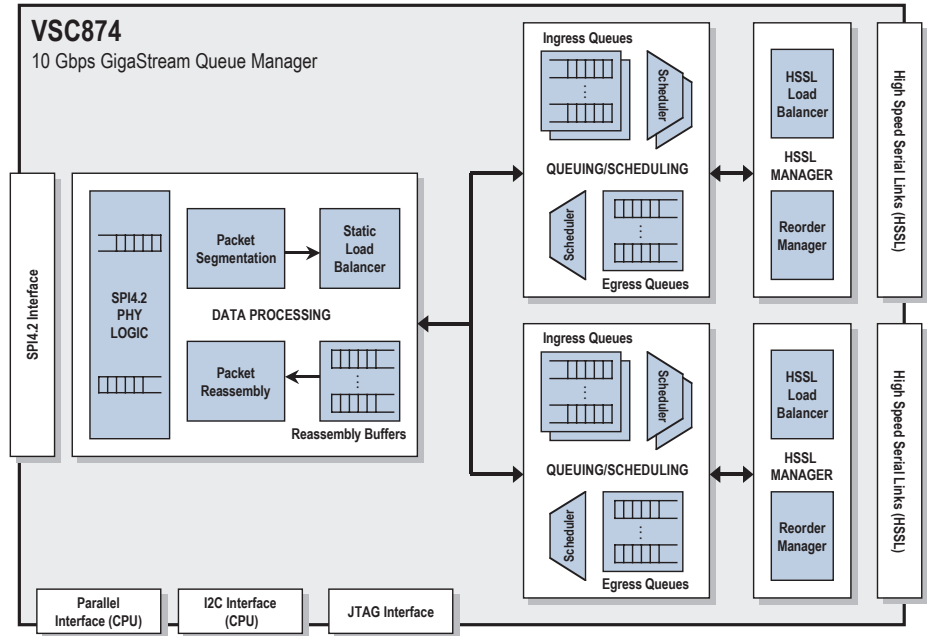 VSC874
10 Gbps GigaStream Queue Manager
SPI4.2 Interface
SPI4.2
PHY
LOGIC
Packet
Segmentation
Static
Load
Balancer
DATA PROCESSING
Packet
Reassembly
Reassembly Buffers
Ingress Queues
Scheduler
QUEUING/SCHEDULING
Scheduler
Egress Queues
HSSL
Load
Balancer
HSSL
MANAGER
Reorder
Manager
High Speed Serial Links (HSSL)
Ingress Queues
Scheduler
QUEUING/SCHEDULING
Scheduler
Egress Queues
HSSL
Load
Balancer
HSSL
MANAGER
Reorder
Manager
High Speed Serial Links (HSSL)
Parallel
Interface (CPU)
I2C Interface
(CPU)
JTAG Interface